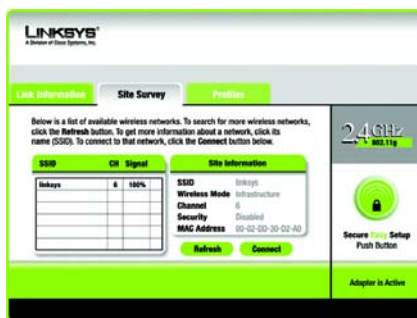 LINKSYS®
A Division of Cisco Systems, Inc.
Link Information
Site Survey
Profiles
Below is a list of available wireless networks. To search for more wireless networks,
click the Refresh button. To get more information about a network, click its
name (SSID). To connect to that network, click the Connect button below.
SSID CH Signal
linksys 6 100%
Site Information
SSID linksys
Wireless Mode Infrastructure
Channel 6
Security Disabled
MAC Address 00-02-DD-30-D2-A0
Refresh
Connect
2.4GHz
802.11g
Secure Easy Setup
Push Button
Adapter is Active